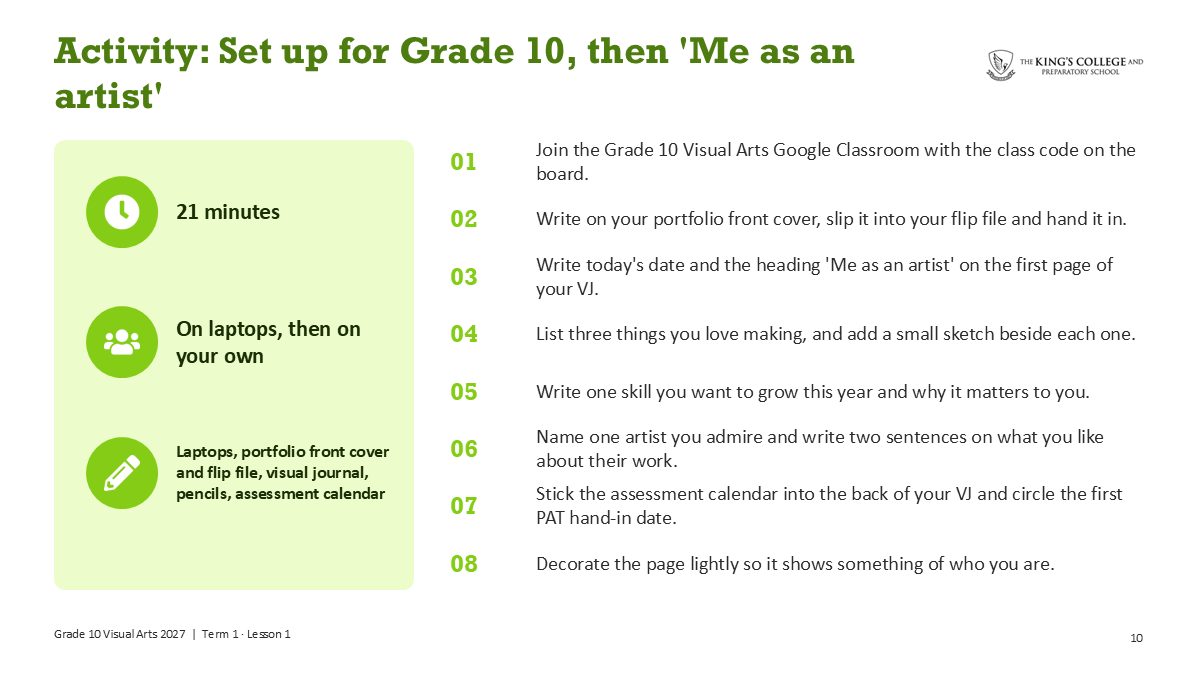 Activity: Set up for Grade 10, then 'Me as an
artist'
THE KING'S COLLEGE AND
PREPARATORY SCHOOL
21 minutes
On laptops, then on
your own
Laptops, portfolio front cover
and flip file, visual journal,
pencils, assessment calendar
01
Join the Grade 10 Visual Arts Google Classroom with the class code on the
board.
02
Write on your portfolio front cover, slip it into your flip file and hand it in.
03
Write today's date and the heading 'Me as an artist' on the first page of
your VJ.
04
List three things you love making, and add a small sketch beside each one.
05
Write one skill you want to grow this year and why it matters to you.
06
Name one artist you admire and write two sentences on what you like
about their work.
07
Stick the assessment calendar into the back of your VJ and circle the first
PAT hand-in date.
08
Decorate the page lightly so it shows something of who you are.
Grade 10 Visual Arts 2027 | Term 1 · Lesson 1
10